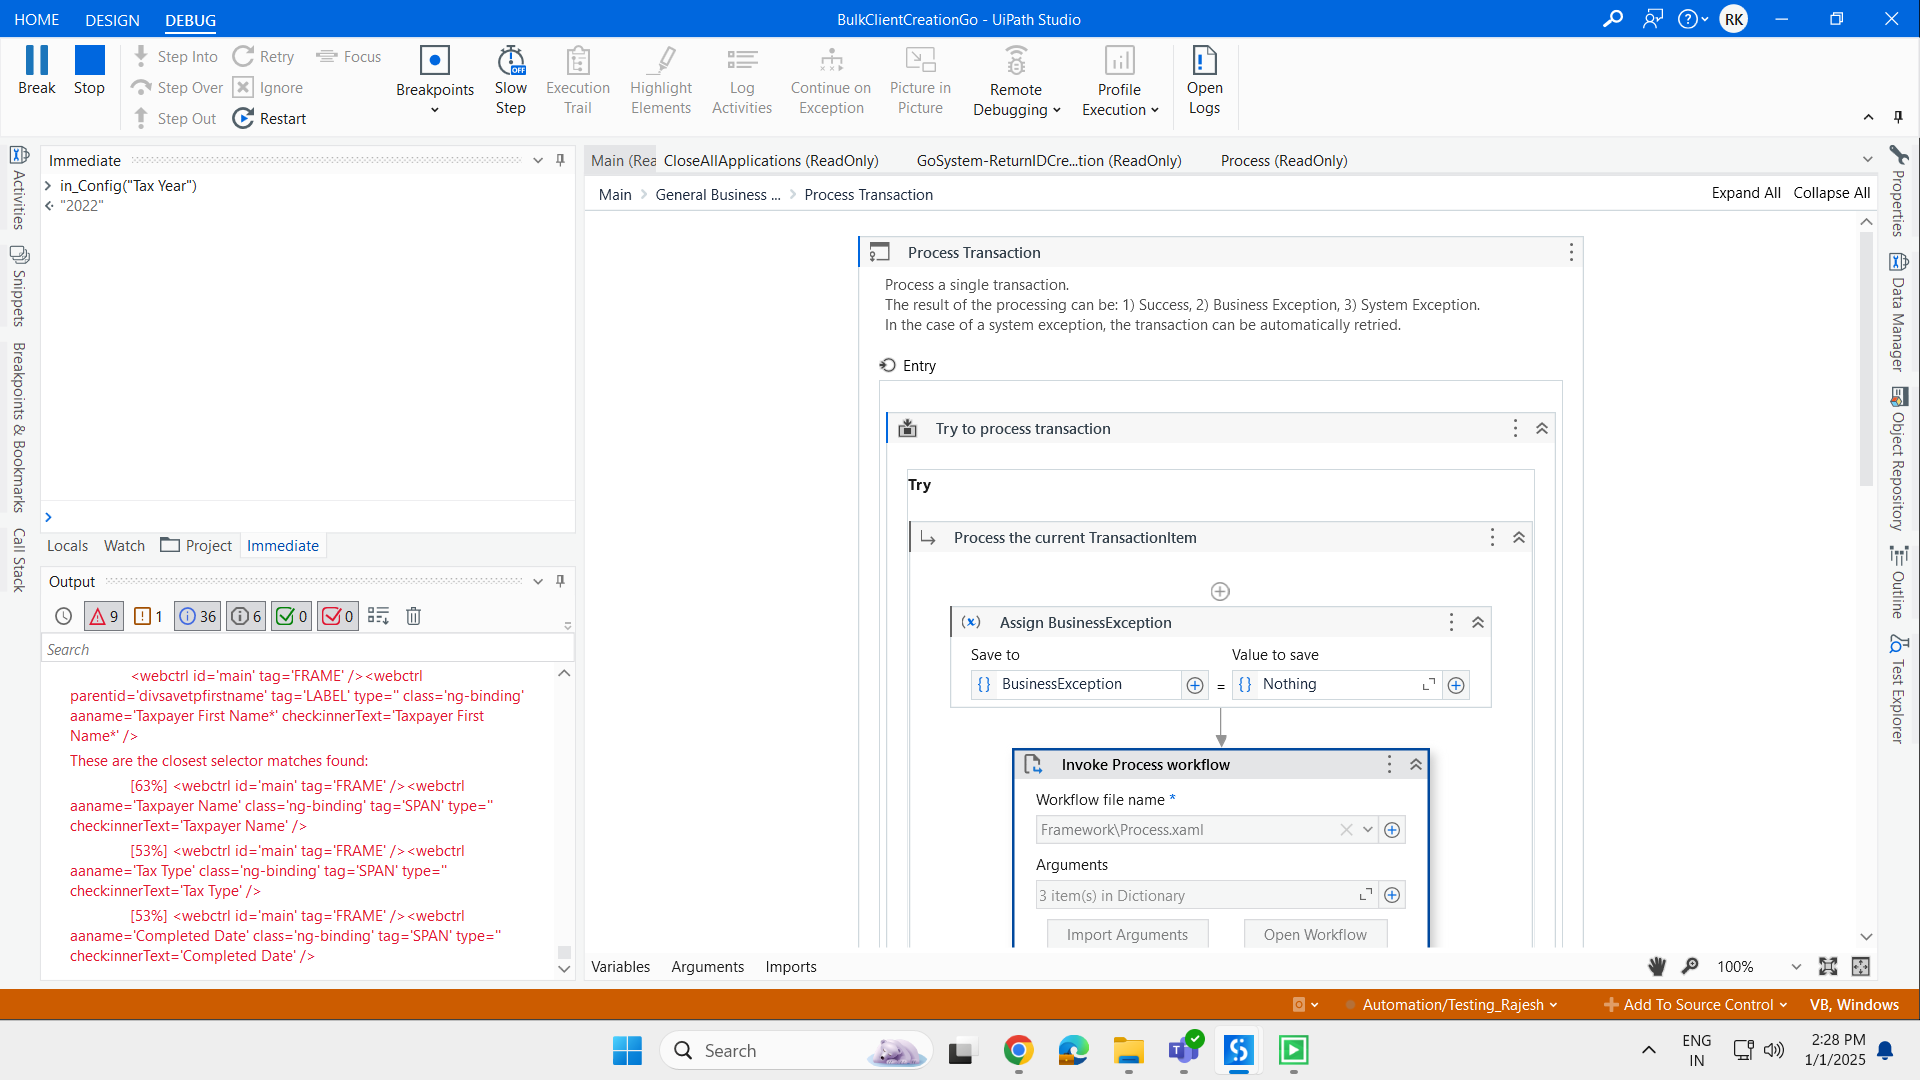 HOME DESIGN DEBUG
BulkClientCreationGo - UiPath Studio
RK
Break
Stop
Step Into
Step Over
Step Out
Retry
Ignore
Restart
Focus
Breakpoints
OFF
Slow
Step
Execution
Trail
Highlight
Elements
Log
Activities
Continue on
Exception
Picture in
Picture
Remote
Debugging
Profile
Execution
Open
Logs
Activities
Snippets
Breakpoints & Bookmarks
Call Stack
Immediate
in_Config("Tax Year")
"2022"
Locals Watch Project Immediate
Output
9 1 36 6 0 0
Search
<webctrl id='main' tag='FRAME' /><webctrl
parentid='divsavetpfirstname' tag='LABEL' type='' class='ng-binding'
aaname='Taxpayer First Name*' check:innerText='Taxpayer First
Name*' />
These are the closest selector matches found:
[63%] <webctrl id='main' tag='FRAME' /><webctrl
aaname='Taxpayer Name' class='ng-binding' tag='SPAN' type=''
check:innerText='Taxpayer Name' />
[53%] <webctrl id='main' tag='FRAME' /><webctrl
aaname='Tax Type' class='ng-binding' tag='SPAN' type=''
check:innerText='Tax Type' />
[53%] <webctrl id='main' tag='FRAME' /><webctrl
aaname='Completed Date' class='ng-binding' tag='SPAN' type=''
check:innerText='Completed Date' />
Main (Rea CloseAllApplications (ReadOnly) GoSystem-ReturnIDCre...tion (ReadOnly) Process (ReadOnly)
Main > General Business ... > Process Transaction
Expand All Collapse All
Process Transaction
Process a single transaction.
The result of the processing can be: 1) Success, 2) Business Exception, 3) System Exception.
In the case of a system exception, the transaction can be automatically retried.
Entry
Try to process transaction
Try
Process the current TransactionItem
(x) Assign BusinessException
Save to
Value to save
{} BusinessException = {} Nothing
Invoke Process workflow
Workflow file name *
Framework\Process.xaml
Arguments
3 item(s) in Dictionary
Import Arguments Open Workflow
Variables Arguments Imports
100%
Properties
Data Manager
Object Repository
Outline
Test Explorer
Automation/Testing_Rajesh
Add To Source Control
VB, Windows
Search
ENG
IN
2:28 PM
1/1/2025